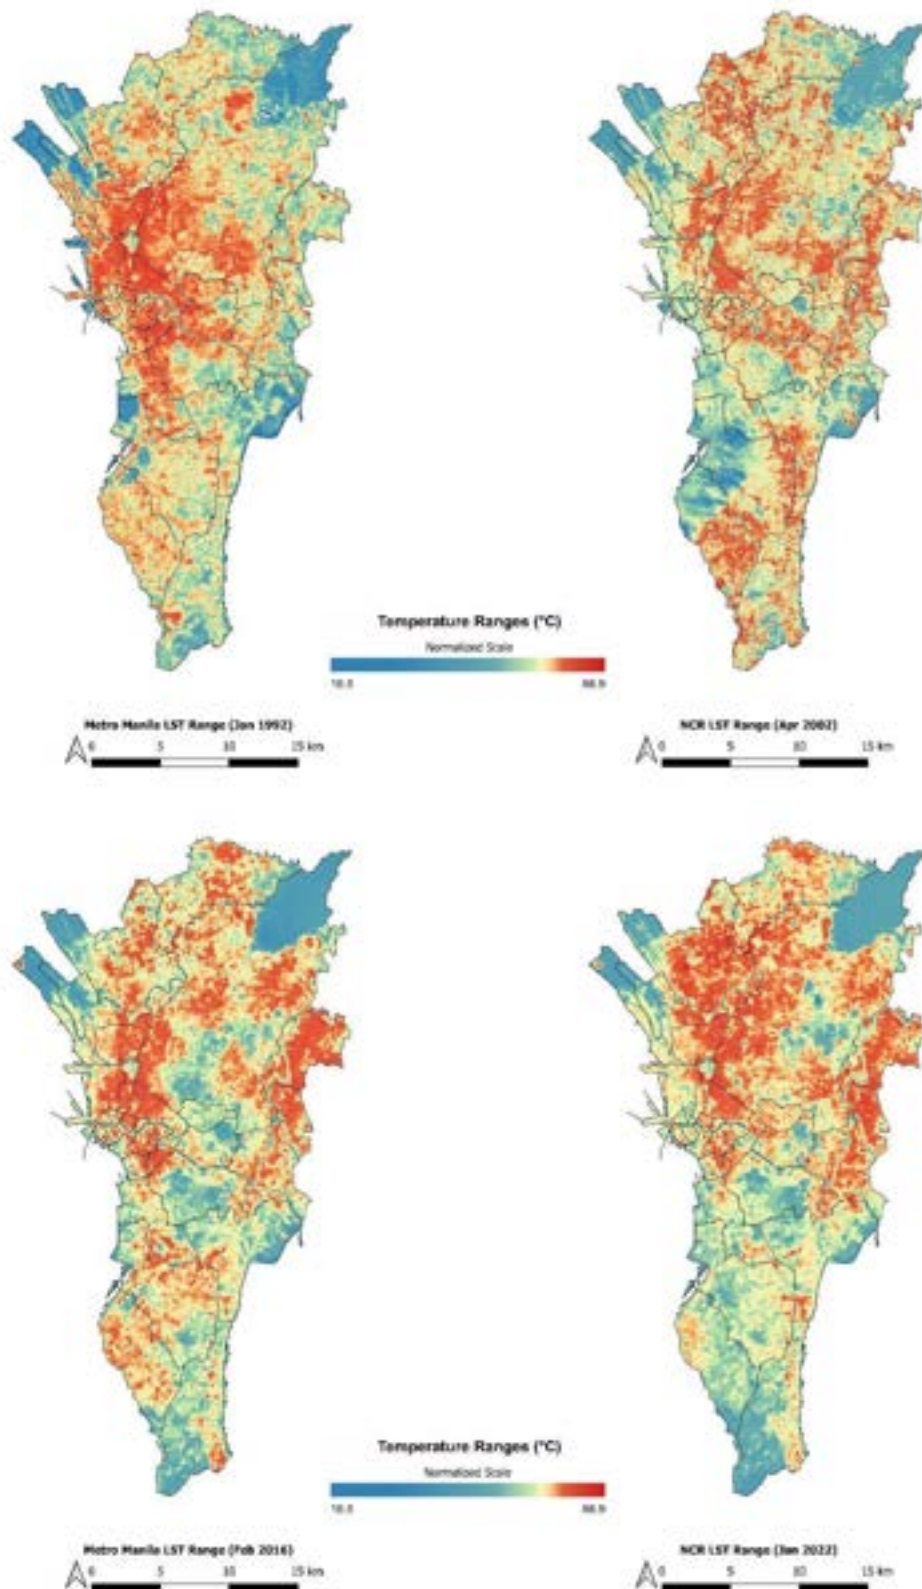 Temperature Ranges (°C)
Normalized Scale
Metro Manila LST Range (Jan 1992)
0 5 10 15 km
NCR LST Range (Apr 2002)
0 5 10 15 km
Temperature Ranges (°C)
Normalized Scale
Metro Manila LST Range (Feb 2016)
0 5 10 15 km
NCR LST Range (Jan 2022)
0 5 10 15 km